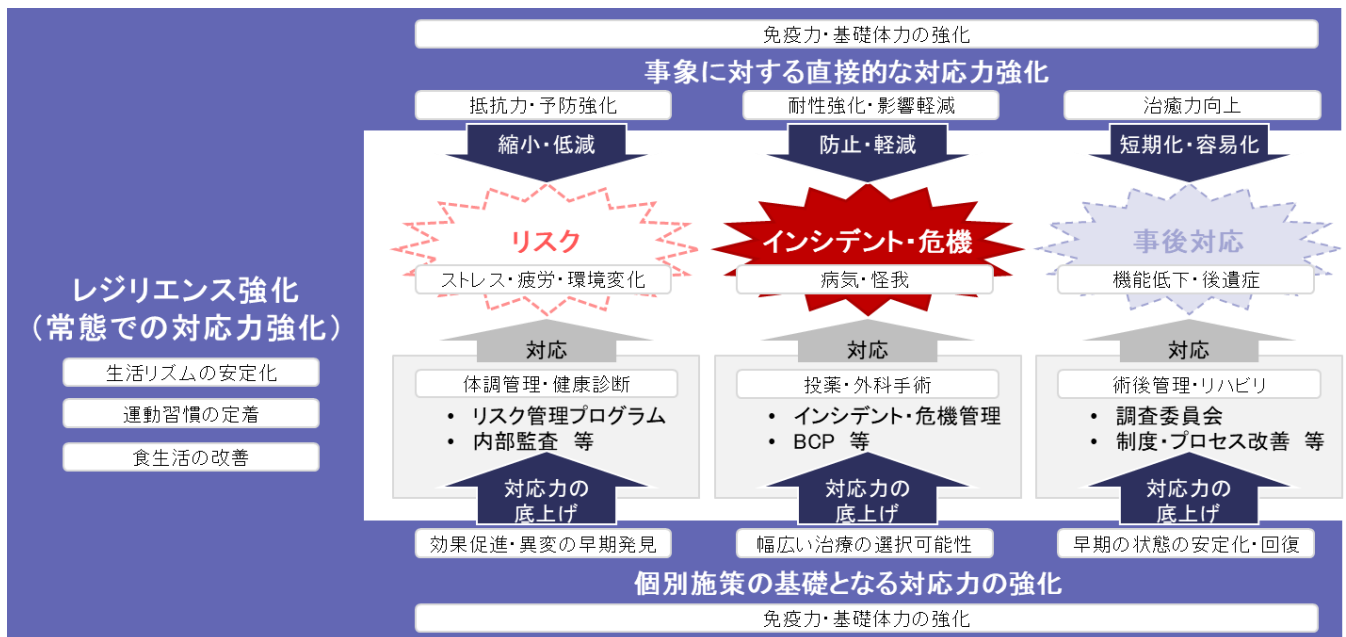 免疫力・基礎体力の強化
事象に対する直接的な対応力強化
抵抗力・予防強化
耐性強化・影響軽減
治癒力向上
縮小・低減
防止・軽減
短期化・容易化
リスク
インシデント・危機
事後対応
ストレス・疲労・環境変化
病気・怪我
機能低下・後遺症
レジリエンス強化
（常態での対応力強化）
生活リズムの安定化
運動習慣の定着
食生活の改善
対応
対応
対応
体調管理・健康診断
投薬・外科手術
術後管理・リハビリ
• リスク管理プログラム
• 内部監査 等
• インシデント・危機管理
• BCP 等
• 調査委員会
• 制度・プロセス改善 等
対応力の
底上げ
対応力の
底上げ
対応力の
底上げ
効果促進・異変の早期発見
幅広い治療の選択可能性
早期の状態の安定化・回復
個別施策の基礎となる対応力の強化
免疫力・基礎体力の強化